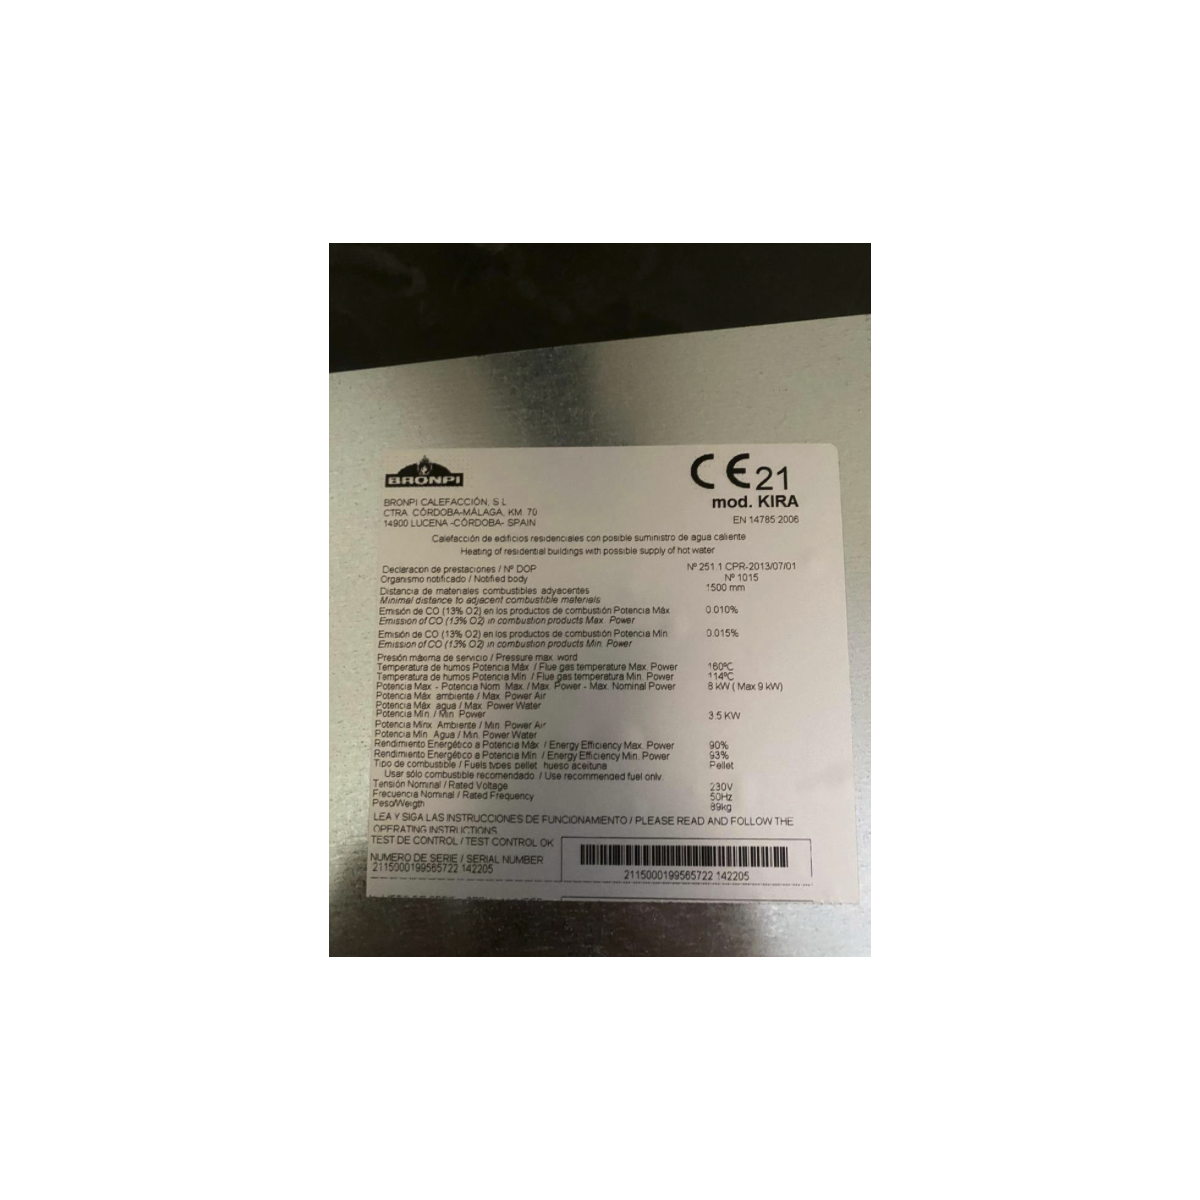 BRONPI
CE 21
mod. KIRA
BRONPI CALEFACCIÓN, S L
CTRA. CÓRDOBA-MÁLAGA, KM. 70
14900 LUCENA -CÓRDOBA- SPAIN
EN 14785:2006
Calefacción de edificios residenciales con posible suministro de agua caliente
Heating of residential buildings with possible supply of hot water
Declaracion de prestaciones / Nº DOP Nº 251.1 CPR-2013/07/01
Organismo notificado / Notified body Nº 1015
Distancia de materiales combustibles adyacentes 1500 mm
Minimal distance to adjacent combustible materials
Emisión de CO (13% O2) en los productos de combustión Potencia Máx 0.010%
Emission of CO (13% O2) in combustion products Max. Power
Emisión de CO (13% O2) en los productos de combustión Potencia Min 0.015%
Emission of CO (13% O2) in combustion products Min. Power
Presión máxima de servicio / Pressure max. word
Temperatura de humos Potencia Máx / Flue gas temperature Max. Power 160ºC
Temperatura de humos Potencia Min / Flue gas temperature Min. Power 114ºC
Potencia Max - Potencia Nom. Max. / Max. Power - Max. Nominal Power 8 kW ( Max 9 kW)
Potencia Máx ambiente / Max. Power Air
Potencia Máx agua / Max. Power Water
Potencia Min. / Min. Power 3.5 KW
Potencia Minx Ambiente / Min. Power Air
Potencia Min. Agua / Min. Power Water
Rendimiento Energético a Potencia Máx / Energy Efficiency Max. Power 90%
Rendimiento Energético a Potencia Min / Energy Efficiency Min. Power 93%
Tipo de combustible / Fuels types pellet hueso aceituna Pellet
Usar sólo combustible recomendado / Use recommended fuel only
Tensión Nominal / Rated Voltage 230V
Frecuencia Nominal / Rated Frequency 50Hz
Peso/Weigth 89kg
LEA Y SIGA LAS INSTRUCCIONES DE FUNCIONAMIENTO / PLEASE READ AND FOLLOW THE
OPERATING INSTRUCTIONS
TEST DE CONTROL / TEST CONTROL OK
NUMERO DE SERIE / SERIAL NUMBER
2115000199565722 142205
2115000199565722 142205